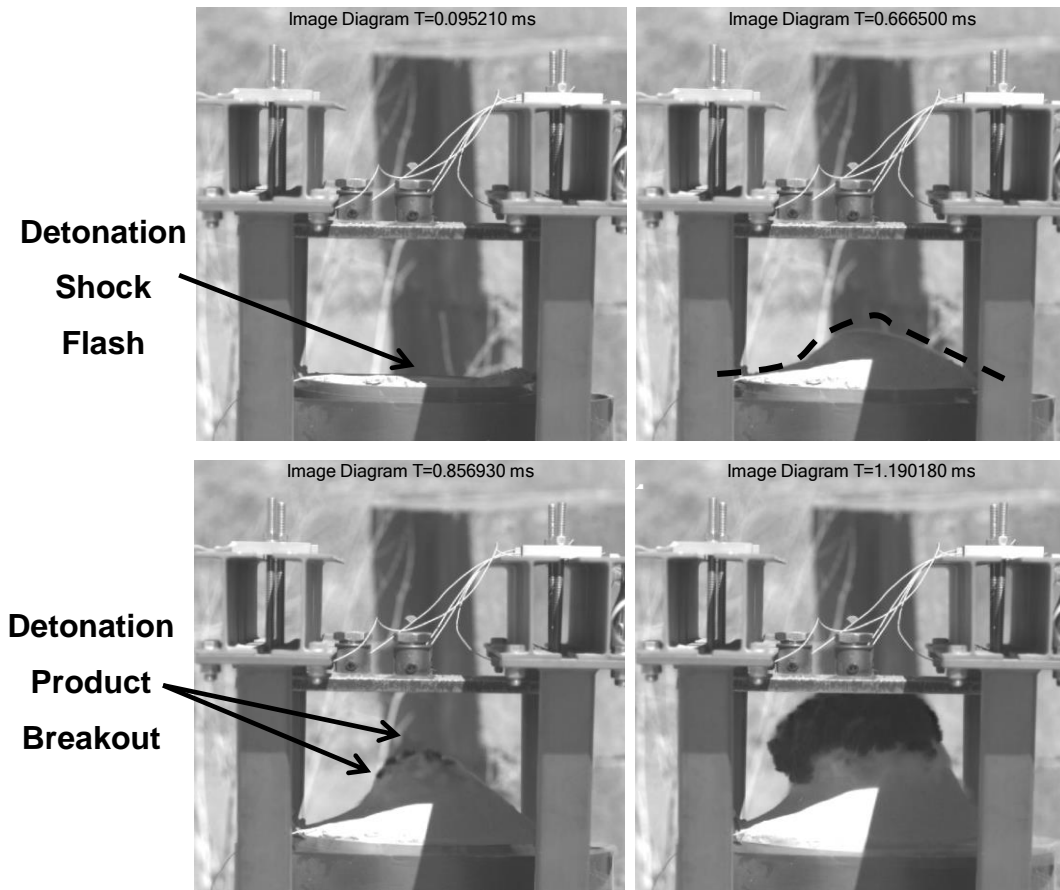 Image Diagram T=0.095210 ms
Image Diagram T=0.666500 ms
Detonation
Shock
Flash
Image Diagram T=0.856930 ms
Image Diagram T=1.190180 ms
Detonation
Product
Breakout